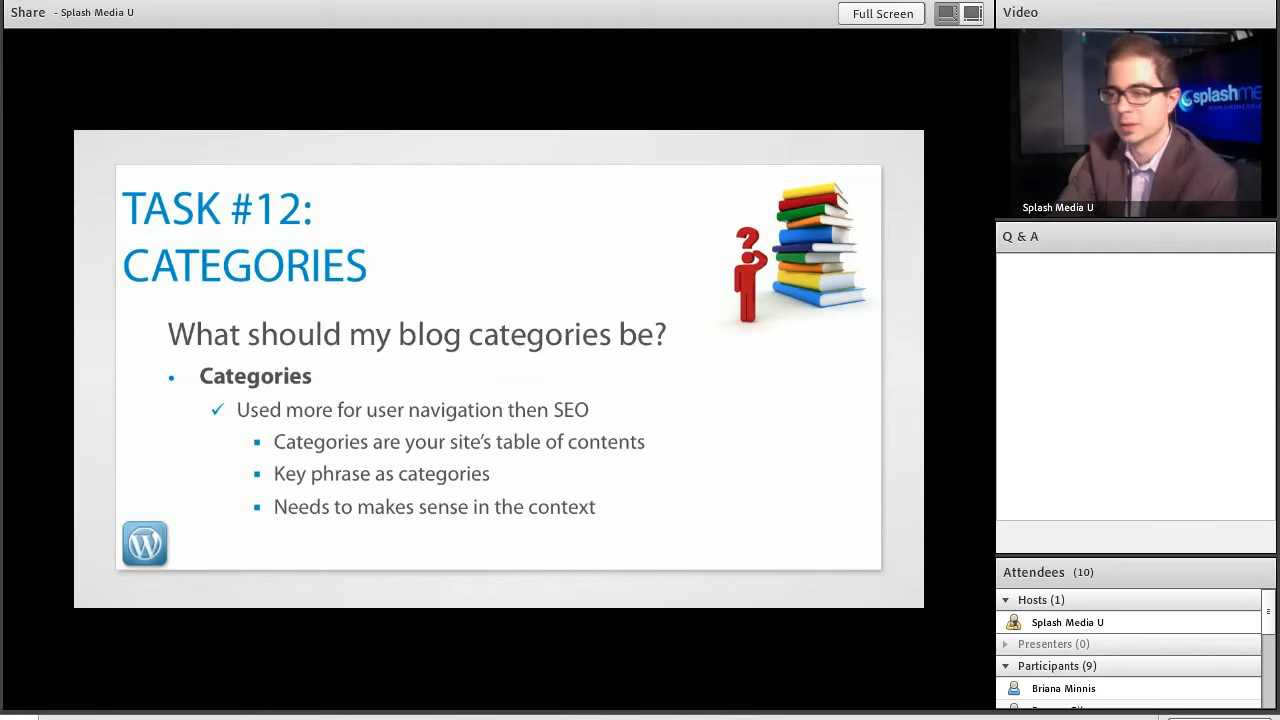 Share - Splash Media U
Full Screen
Video
TASK #12:
CATEGORIES
What should my blog categories be?
• Categories
✓ Used more for user navigation then SEO
▪ Categories are your site's table of contents
▪ Key phrase as categories
▪ Needs to makes sense in the context
splashme
Splash Media U
Q & A
Attendees (10)
Hosts (1)
Splash Media U
Presenters (0)
Participants (9)
Briana Minnis